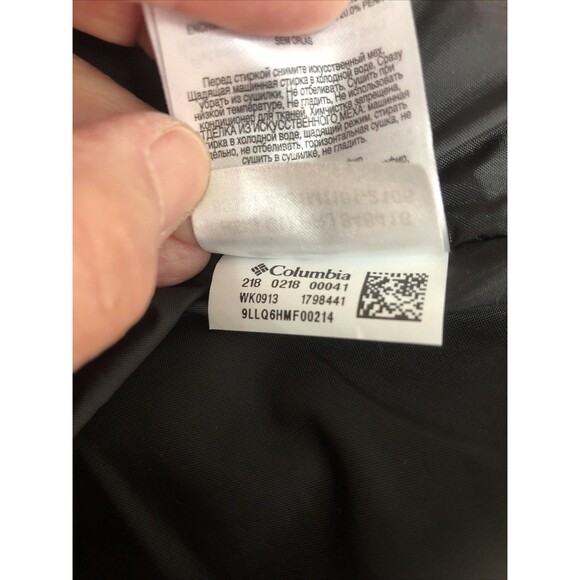 SEM ORLAS
Перед стиркой снимите искусственный мех.
Щадящая машинная стирка в холодной воде. Сразу
убрать из сушилки. Не отбеливать. Сушить при
низкой температуре. Не гладить. Не использовать
кондиционер для тканей. Химчистка запрещена.
ОТДЕЛКА ИЗ ИСКУССТВЕННОГО МЕХА: машинная
стирка в холодной воде, щадящий режим, стирать
отдельно, не отбеливать, горизонтальная сушка, не
сушить в сушилке, не гладить.
Columbia
218 0218 00041
WK0913 1798441
9LLQ6HMF00214